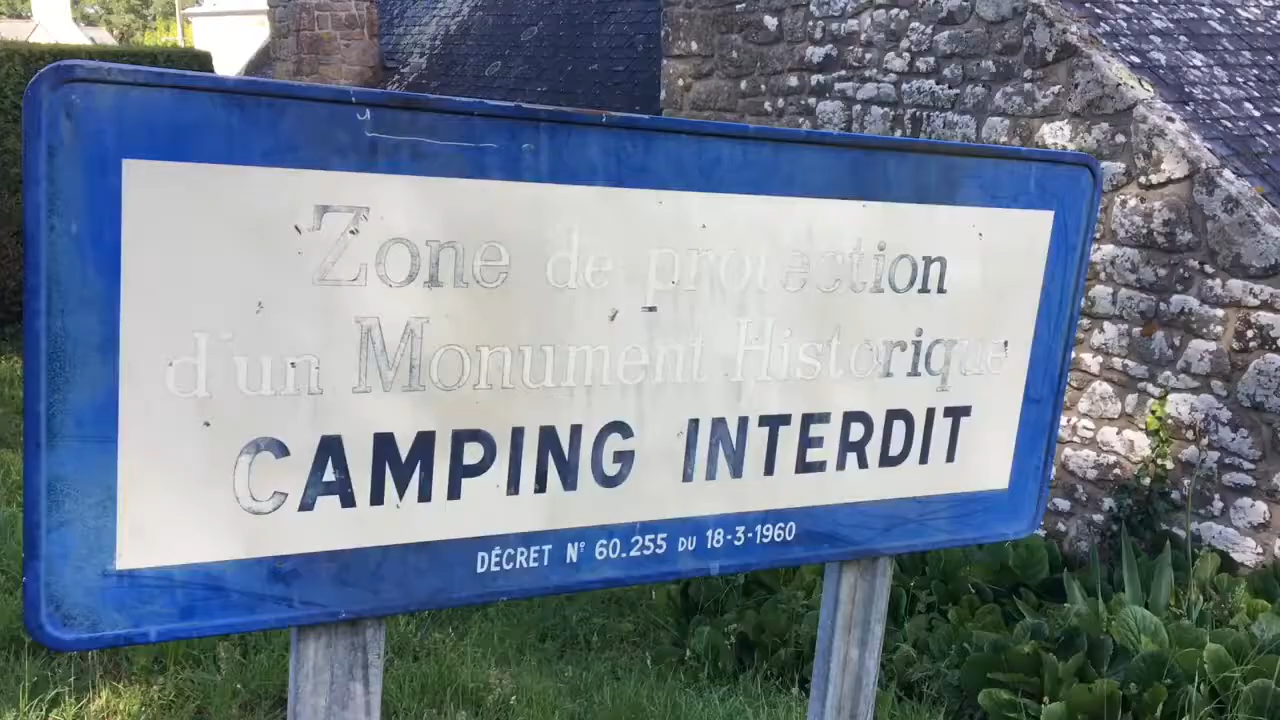 Zone de protection
d'un Monument Historique
CAMPING INTERDIT
DÉCRET N° 60.255 DU 18-3-1960